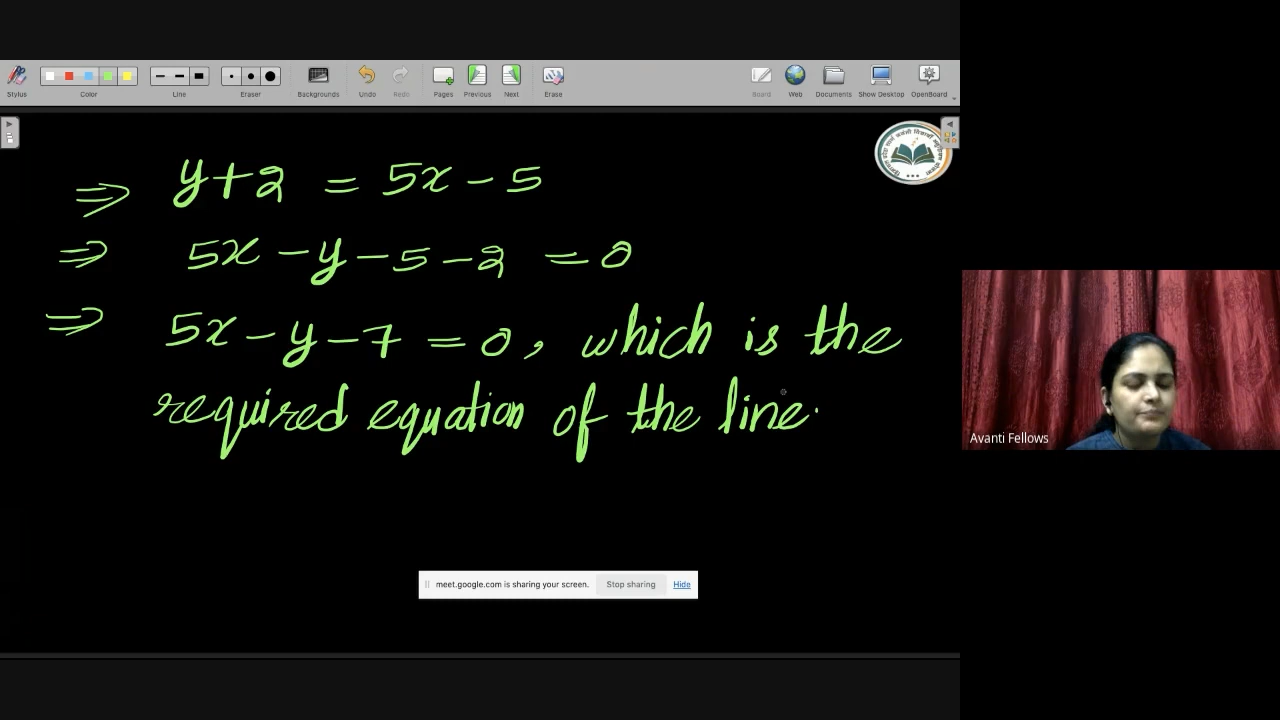 Stylus Color Line Eraser Backgrounds Undo Redo Pages Previous Next Erase Board Web Documents Show Desktop OpenBoard
⇒ y+2 = 5x - 5
⇒ 5x - y - 5 - 2 = 0
⇒ 5x - y - 7 = 0, which is the
required equation of the line.
Avanti Fellows
meet.google.com is sharing your screen. Stop sharing Hide